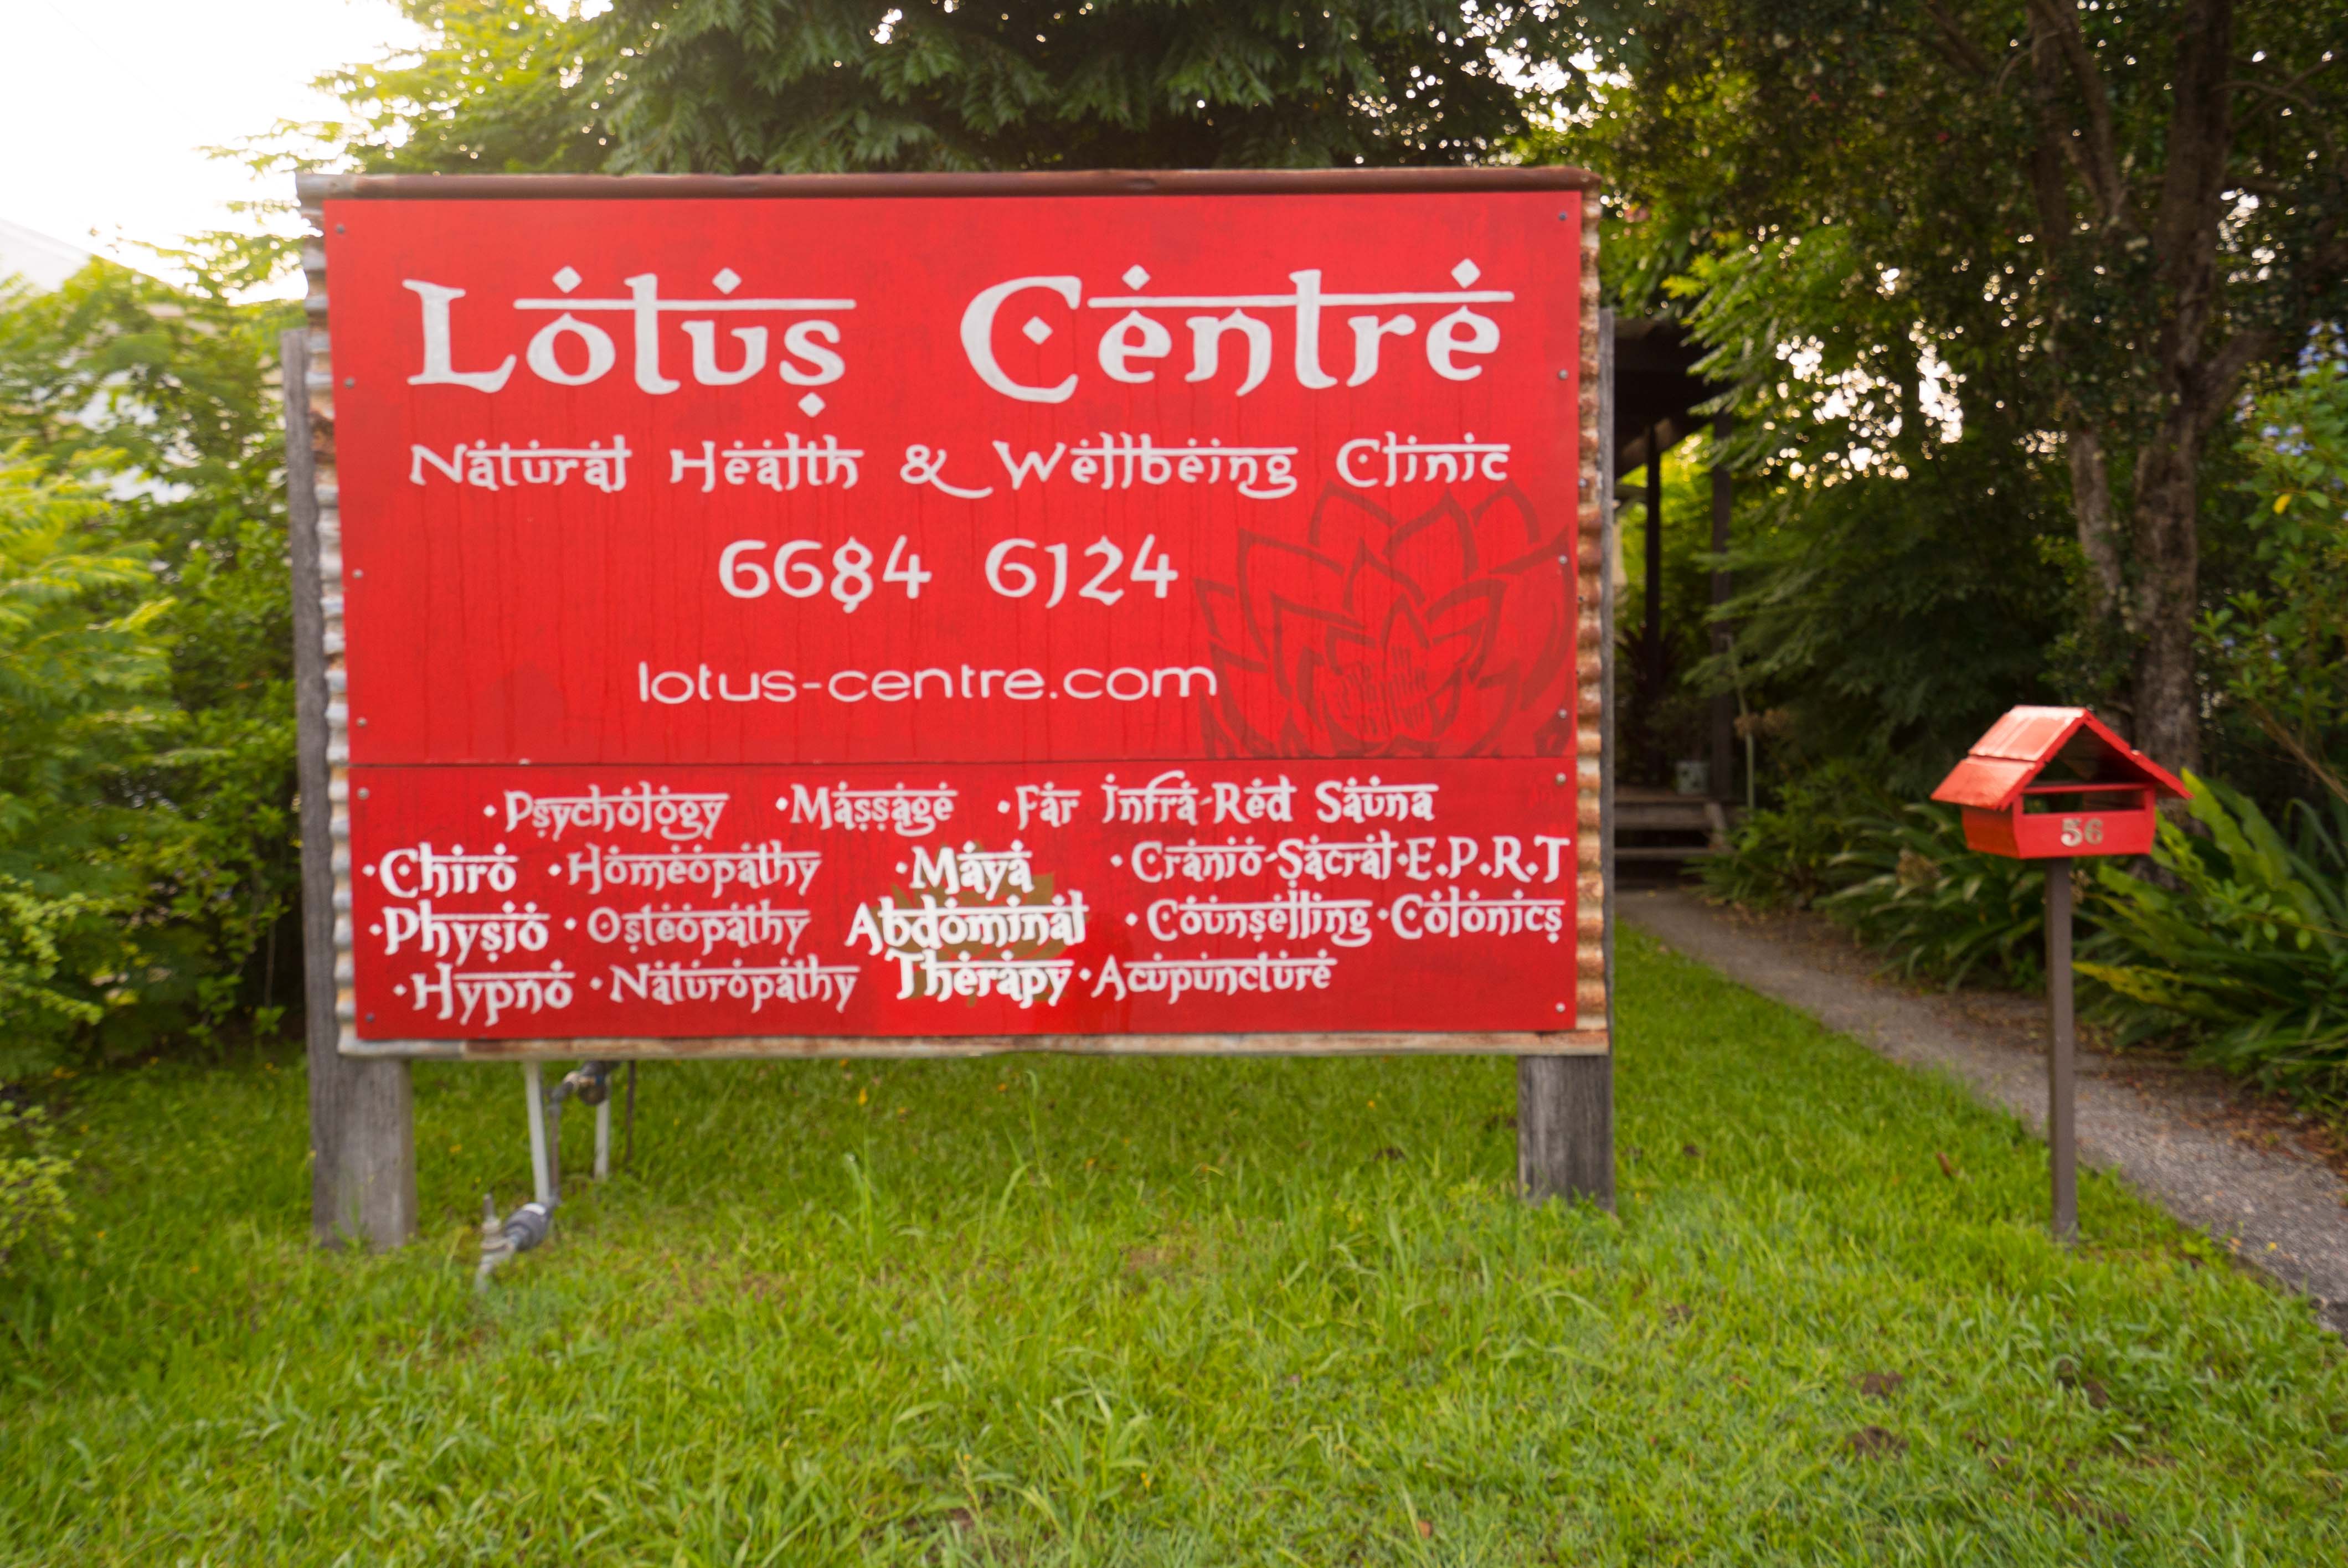 Lotus Centre
Natural Health & Wellbeing Clinic
6684 6124
lotus-centre.com
•Psychology •Massage •Far Infra-Red Sauna
•Chiro •Homeopathy •Maya •Cranio-Sacral •E.P.R.T
•Physio •Osteopathy Abdominal •Counselling •Colonics
•Hypno •Naturopathy Therapy •Acupuncture
56